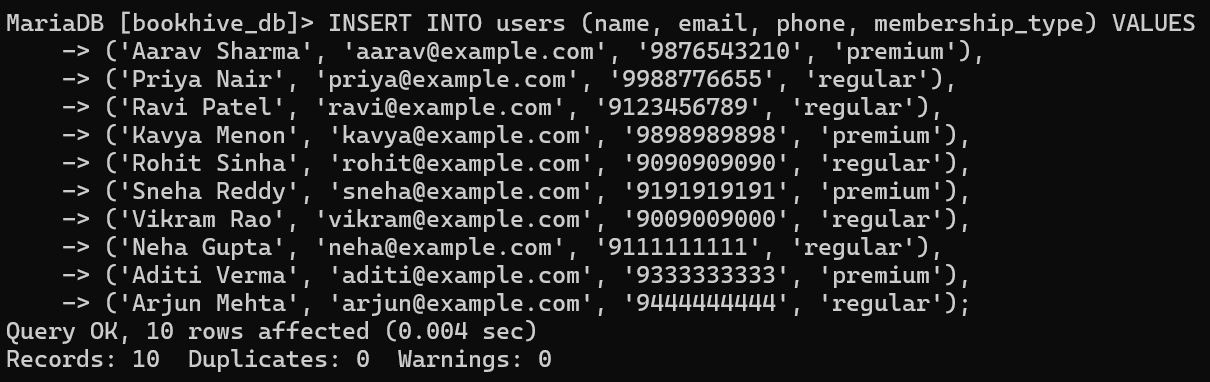 MariaDB [bookhive_db]> INSERT INTO users (name, email, phone, membership_type) VALUES
    -> ('Aarav Sharma', 'aarav@example.com', '9876543210', 'premium'),
    -> ('Priya Nair', 'priya@example.com', '9988776655', 'regular'),
    -> ('Ravi Patel', 'ravi@example.com', '9123456789', 'regular'),
    -> ('Kavya Menon', 'kavya@example.com', '9898989898', 'premium'),
    -> ('Rohit Sinha', 'rohit@example.com', '9090909090', 'regular'),
    -> ('Sneha Reddy', 'sneha@example.com', '9191919191', 'premium'),
    -> ('Vikram Rao', 'vikram@example.com', '9009009000', 'regular'),
    -> ('Neha Gupta', 'neha@example.com', '9111111111', 'regular'),
    -> ('Aditi Verma', 'aditi@example.com', '9333333333', 'premium'),
    -> ('Arjun Mehta', 'arjun@example.com', '9444444444', 'regular');
Query OK, 10 rows affected (0.004 sec)
Records: 10  Duplicates: 0  Warnings: 0